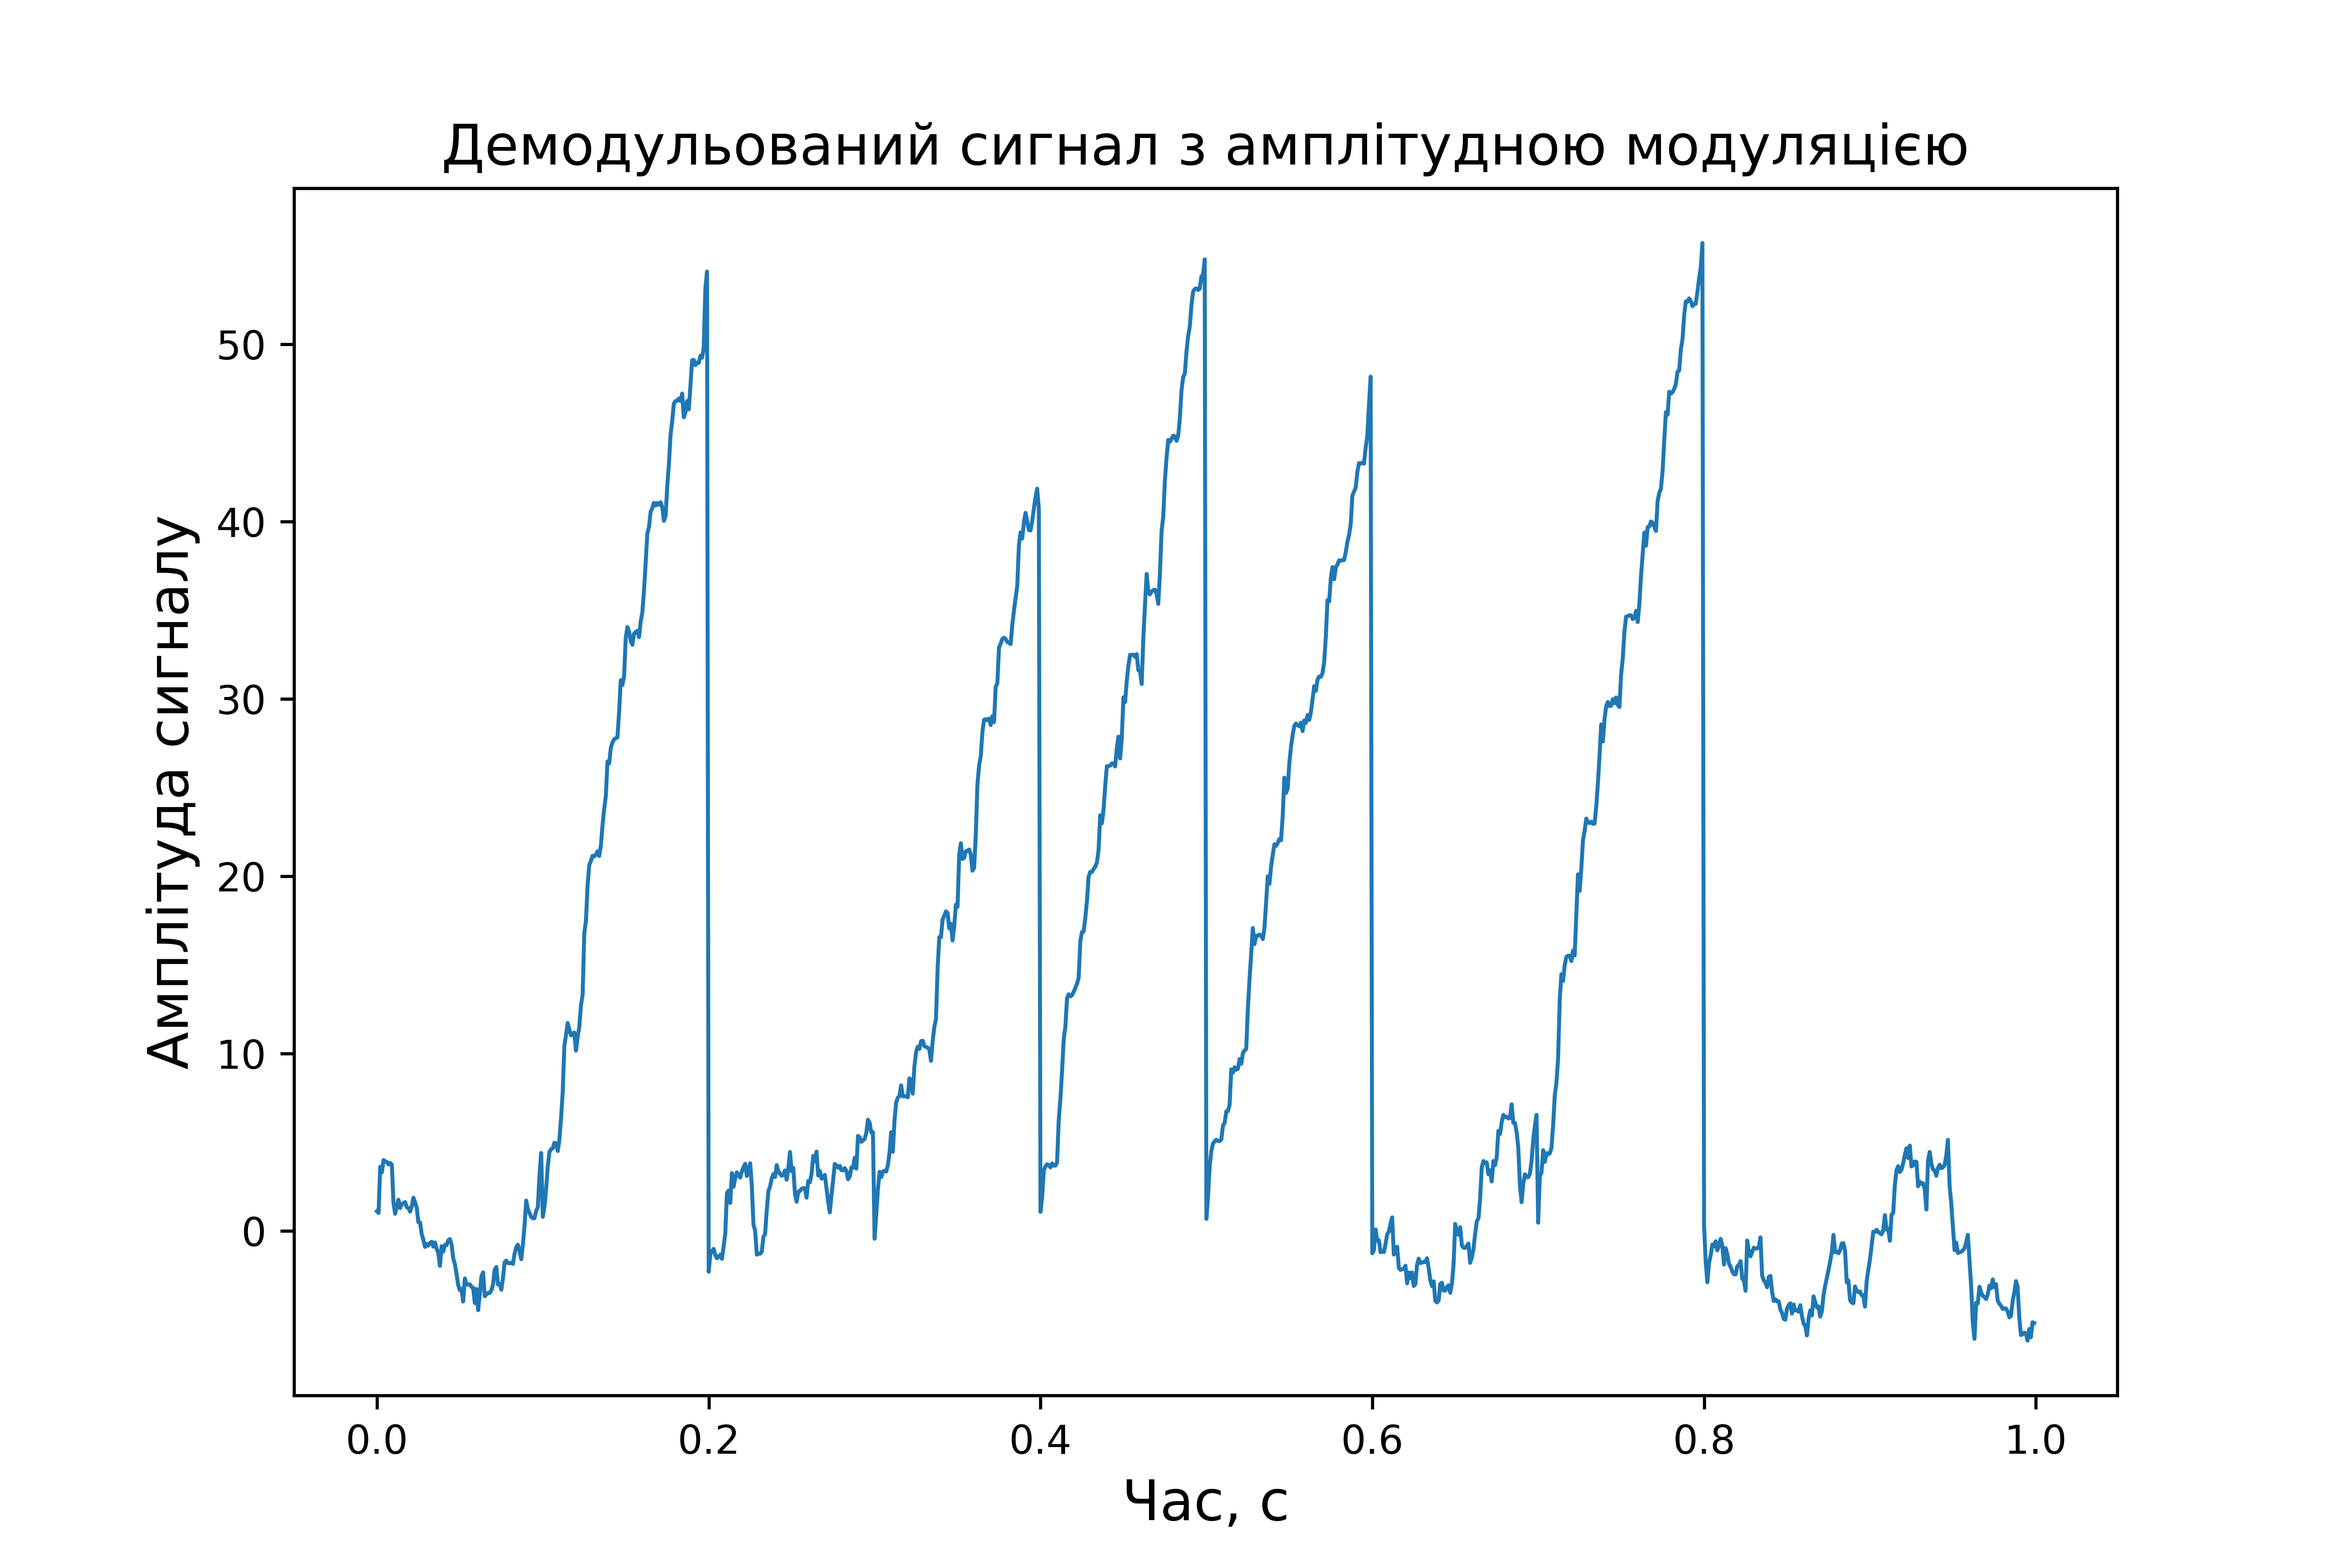 Демодульований сигнал з амплітудною модуляцією
Амплітуда сигналу
50
40
30
20
10
0
0.0 0.2 0.4 0.6 0.8 1.0
Час, с